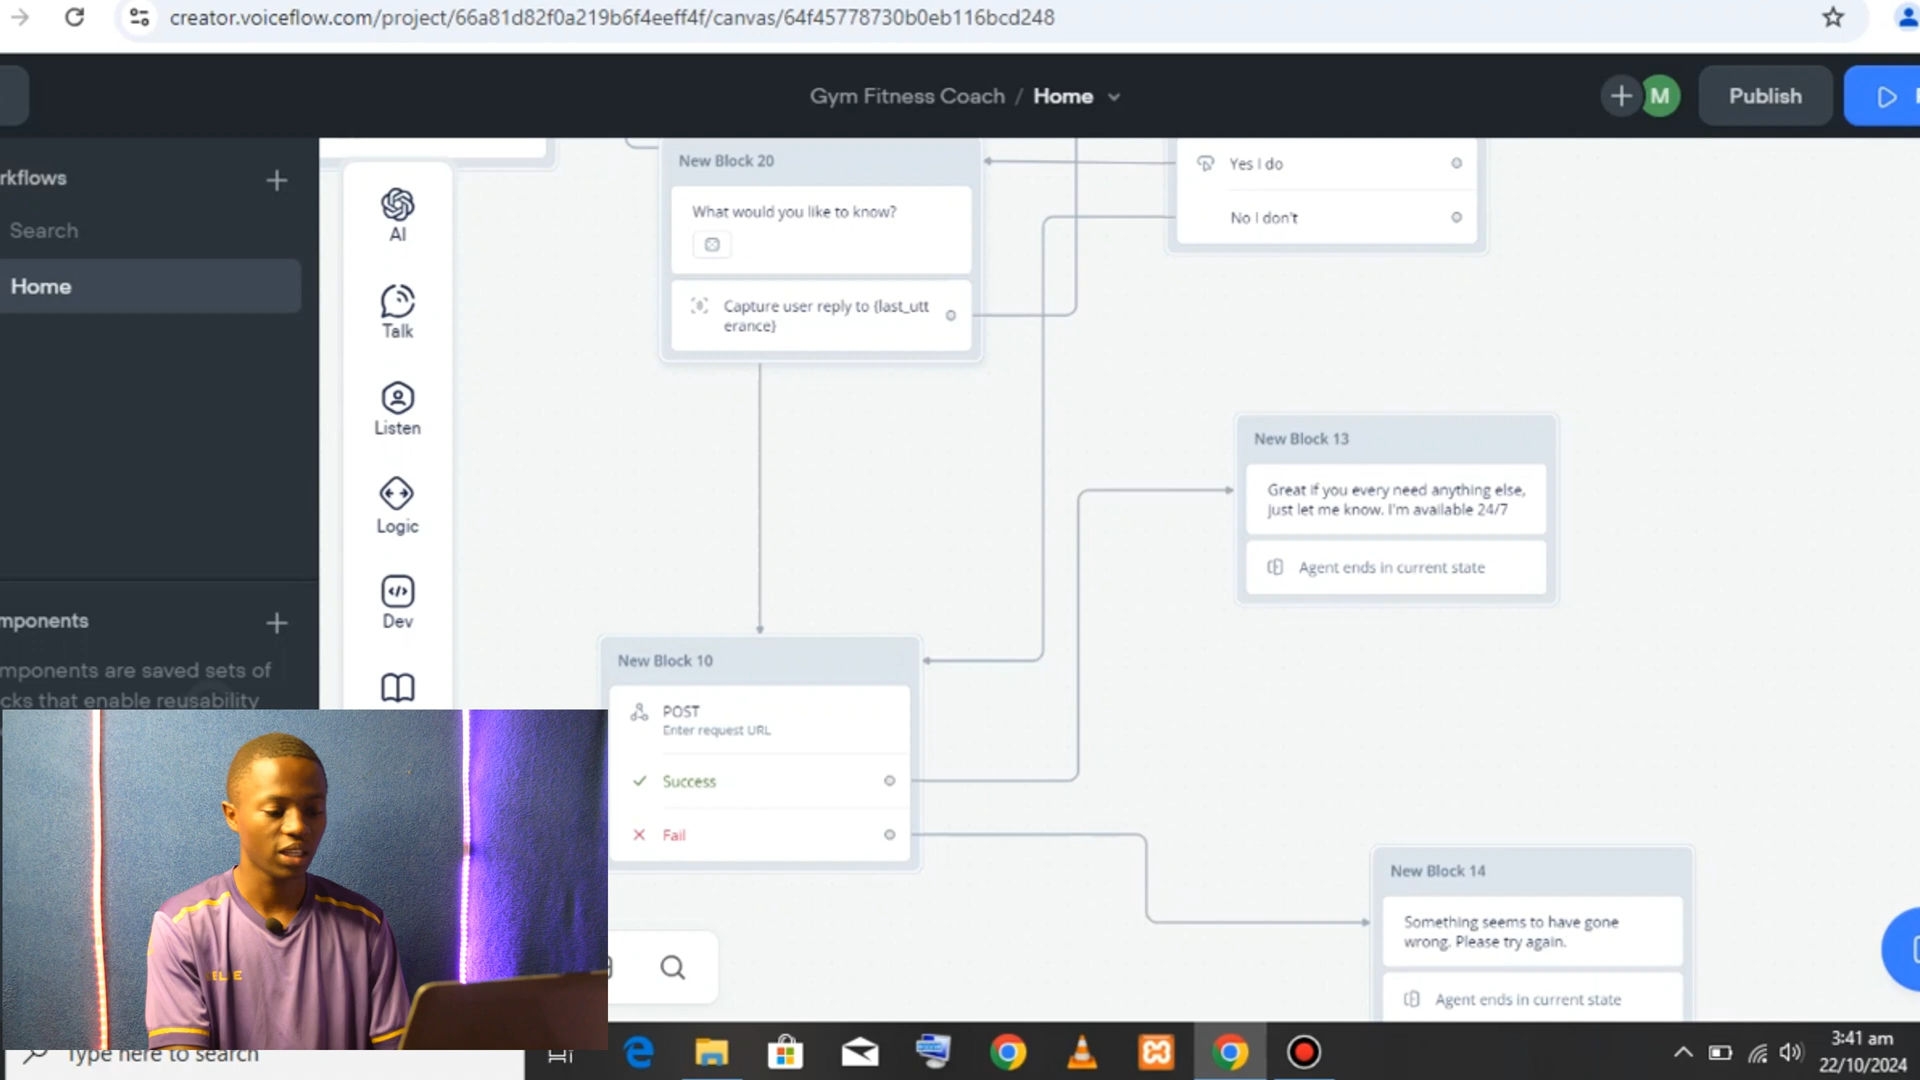 creator.voiceflow.com/project/66a81d82f0a219b6f4eeff4f/canvas/64f45778730b0eb116bcd248
Gym Fitness Coach / Home
M
Publish
rkflows
Search
Home
mponents
mponents are saved sets of
cks that enable reusability
AI
Talk
Listen
Logic
Dev
New Block 20
What would you like to know?
Capture user reply to {last_utt
erance}
Yes I do
No I don't
New Block 13
Great if you every need anything else,
just let me know. I'm available 24/7
Agent ends in current state
New Block 10
POST
Enter request URL
Success
Fail
New Block 14
Something seems to have gone
wrong. Please try again.
Agent ends in current state
Type here to search
3:41 am
22/10/2024